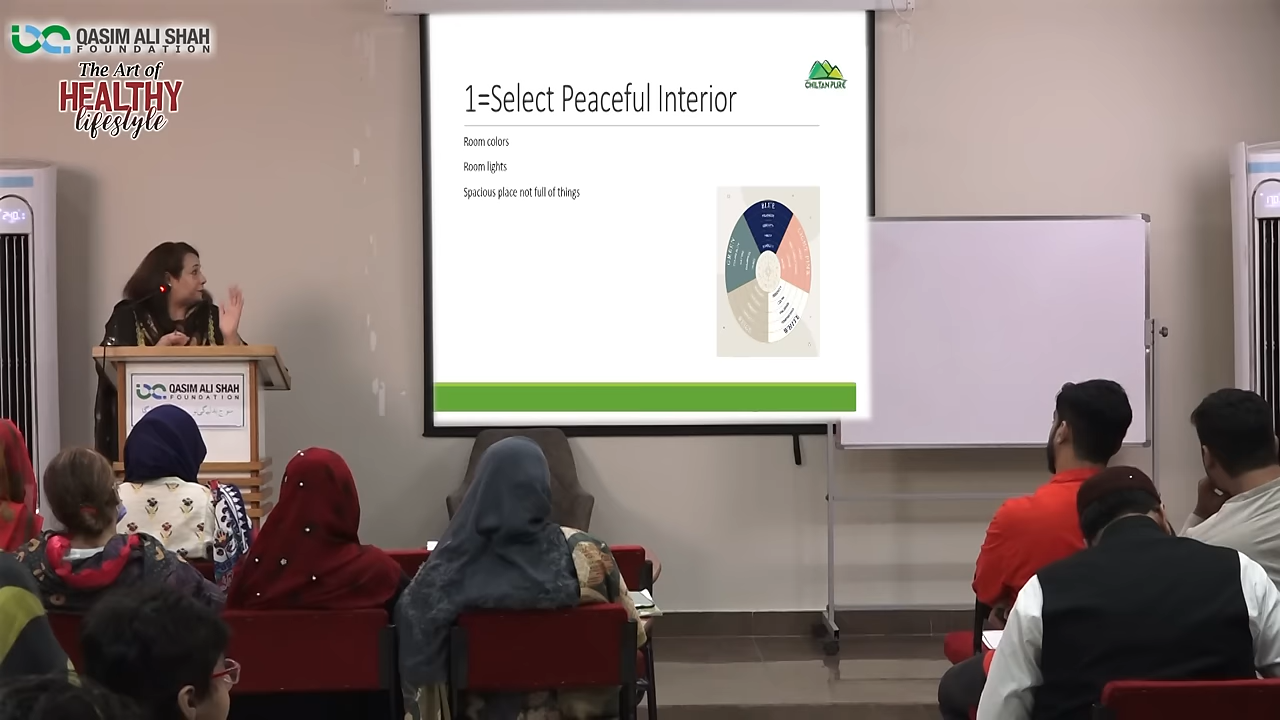 QASIM ALI SHAH
FOUNDATION
The Art of
HEALTHY
lifestyle
1=Select Peaceful Interior
CHILTAN PURE
Room colors
Room lights
Spacious place not full of things
BLUE
GREEN
QASIM ALI SHAH
FOUNDATION